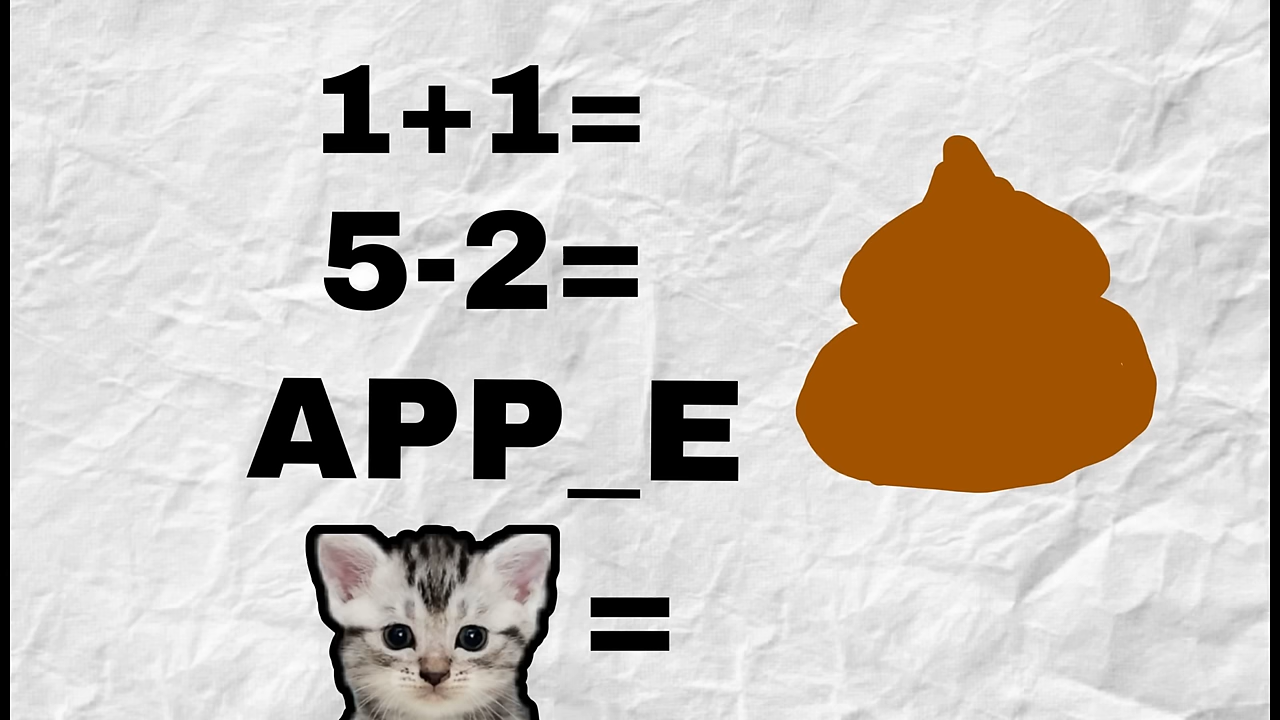 1+1=
5-2=
APP_E
=